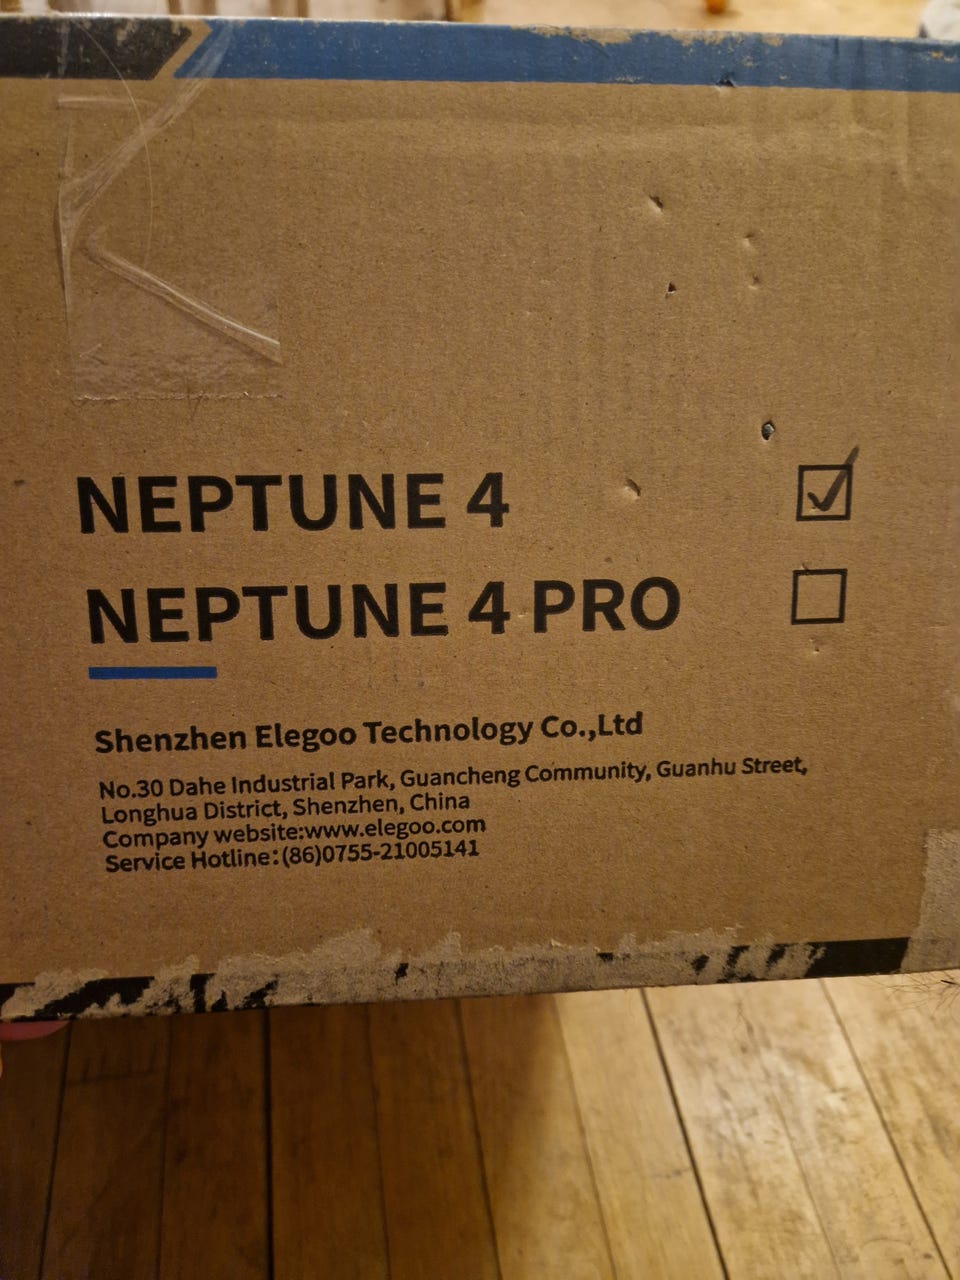 NEPTUNE 4
NEPTUNE 4 PRO
Shenzhen Elegoo Technology Co.,Ltd
No.30 Dahe Industrial Park, Guancheng Community, Guanhu Street,
Longhua District, Shenzhen, China
Company website:www.elegoo.com
Service Hotline:(86)0755-21005141